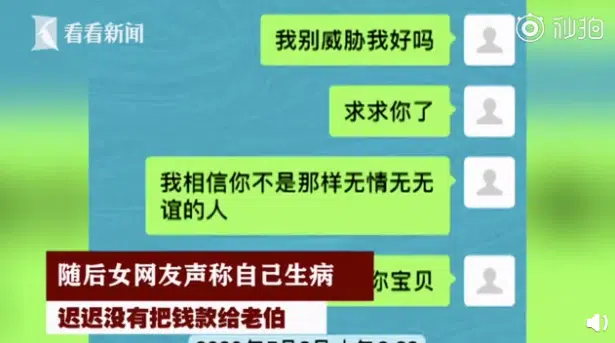 看看新闻
秒拍
我别威胁我好吗
求求你了
我相信你不是那样无情无无
谊的人
你宝贝
随后女网友声称自己生病
迟迟没有把钱款给老伯